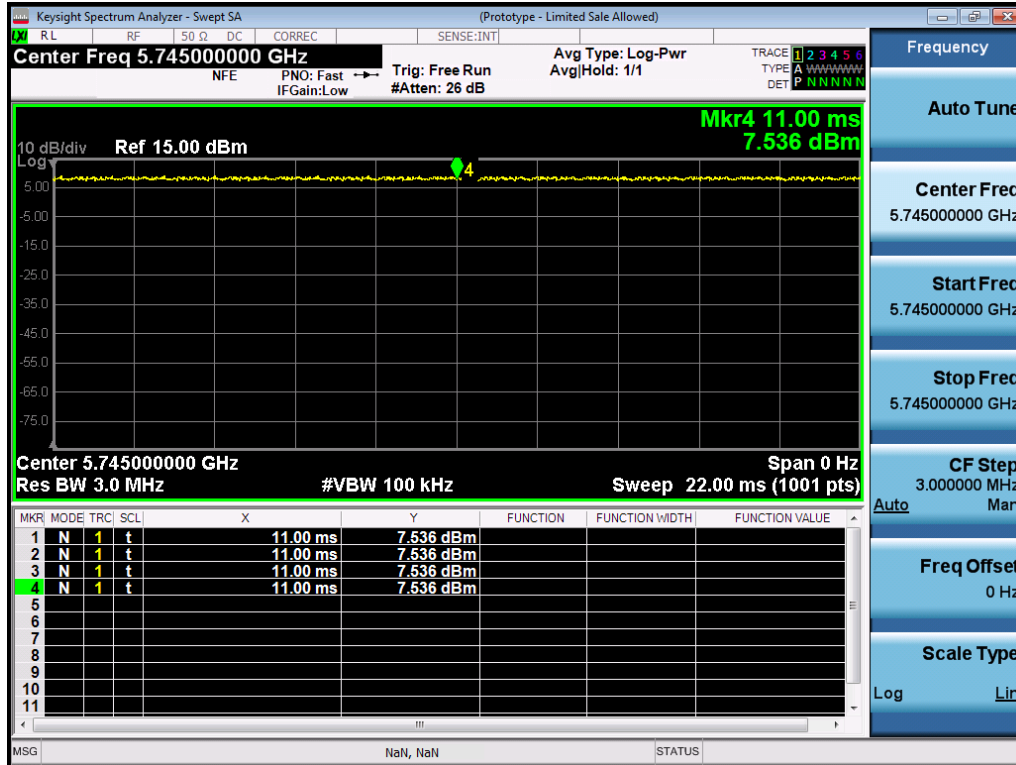 Keysight Spectrum Analyzer - Swept SA (Prototype - Limited Sale Allowed)
LXI RL RF 50 Ω DC CORREC SENSE:INT
Center Freq 5.745000000 GHz
NFE PNO: Fast IFGain:Low
Trig: Free Run
#Atten: 26 dB
Avg Type: Log-Pwr
Avg|Hold: 1/1
TRACE 1 2 3 4 5 6
TYPE A WWWWW
DET P N N N N N
Mkr4 11.00 ms
7.536 dBm
10 dB/div Ref 15.00 dBm
Log
4
5.00
-5.00
-15.0
-25.0
-35.0
-45.0
-55.0
-65.0
-75.0
Center 5.745000000 GHz Span 0 Hz
Res BW 3.0 MHz #VBW 100 kHz Sweep 22.00 ms (1001 pts)
MKR MODE TRC SCL X Y FUNCTION FUNCTION WIDTH FUNCTION VALUE
1 N 1 t 11.00 ms 7.536 dBm
2 N 1 t 11.00 ms 7.536 dBm
3 N 1 t 11.00 ms 7.536 dBm
4 N 1 t 11.00 ms 7.536 dBm
5
6
7
8
9
10
11
MSG NaN, NaN STATUS
Frequency
Auto Tune
Center Freq
5.745000000 GHz
Start Freq
5.745000000 GHz
Stop Freq
5.745000000 GHz
CF Step
3.000000 MHz
Auto Man
Freq Offset
0 Hz
Scale Type
Log Lin